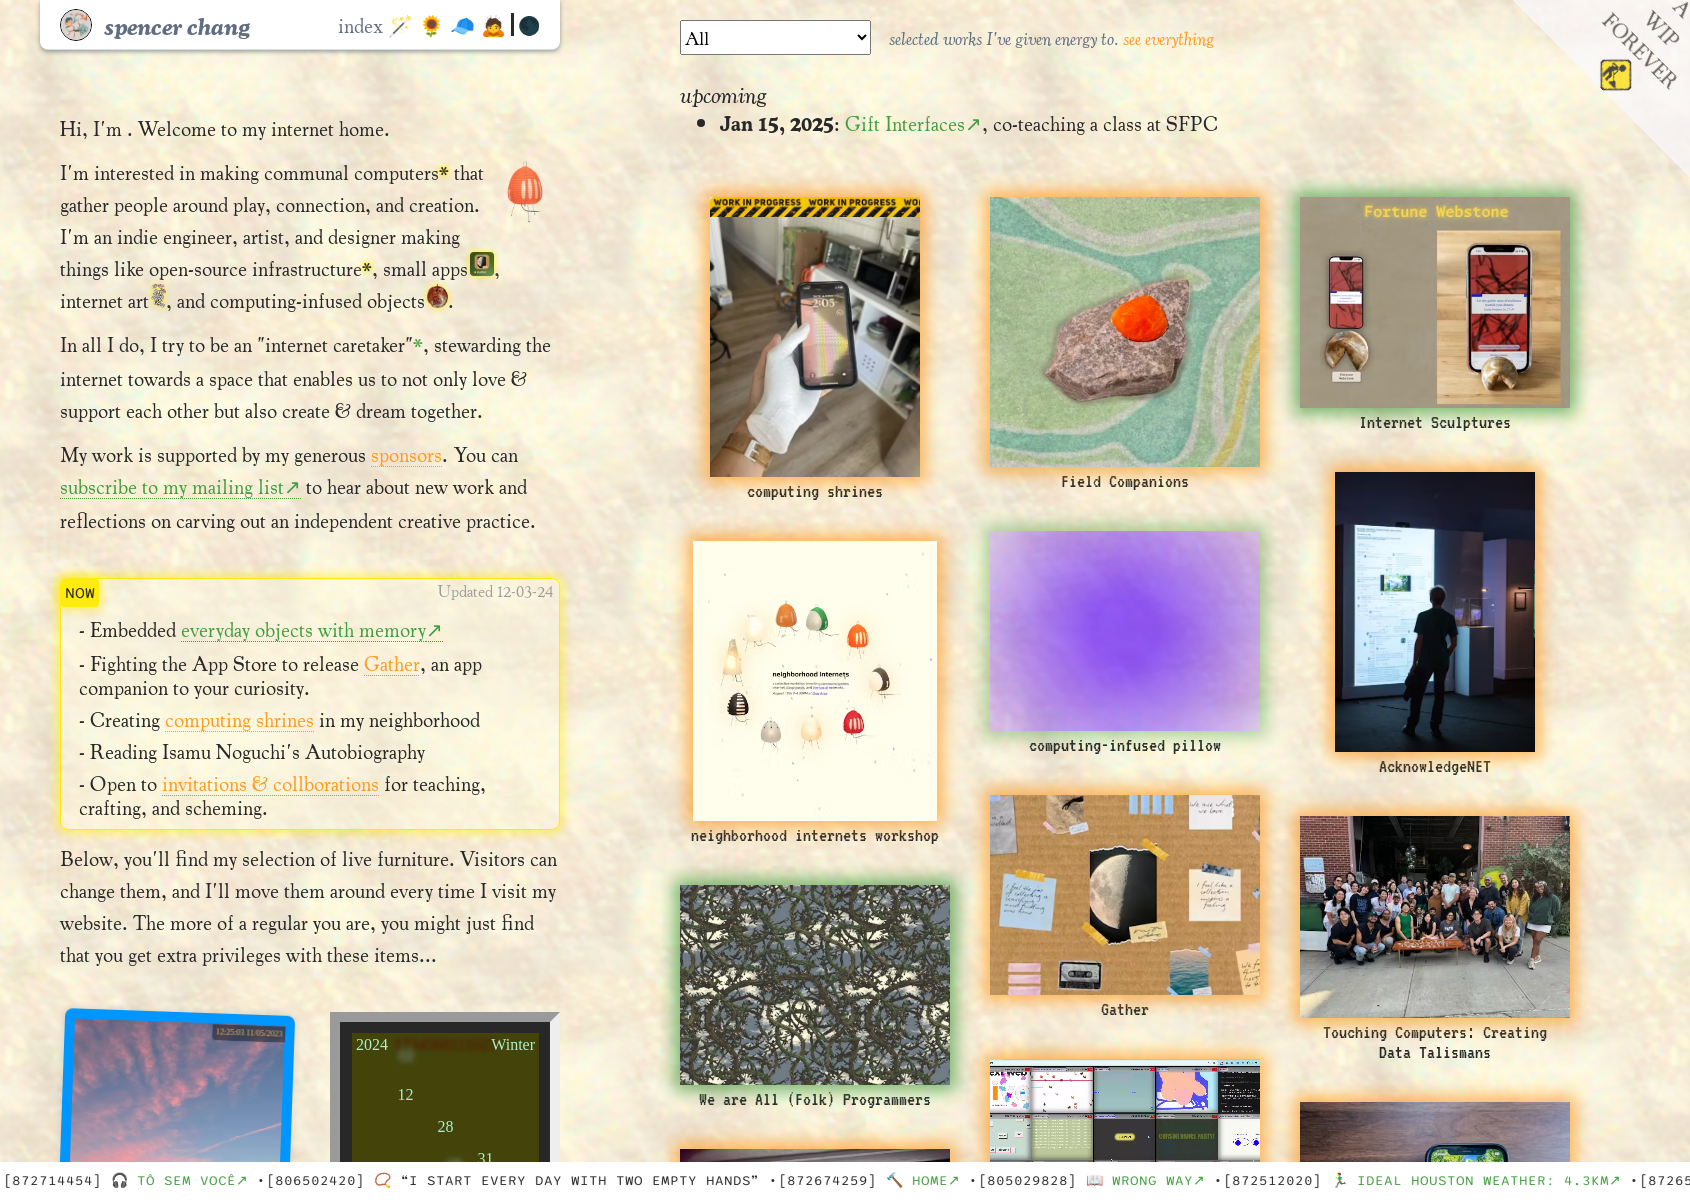 spencer chang
index
Hi, I'm . Welcome to my internet home.
I'm interested in making communal computers* that
gather people around play, connection, and creation.
I'm an indie engineer, artist, and designer making
things like open-source infrastructure*, small apps,
internet art, and computing-infused objects.
In all I do, I try to be an "internet caretaker"*, stewarding the
internet towards a space that enables us to not only love &
support each other but also create & dream together.
My work is supported by my generous sponsors. You can
subscribe to my mailing list↗ to hear about new work and
reflections on carving out an independent creative practice.
NOW
Updated 12-03-24
- Embedded everyday objects with memory↗
- Fighting the App Store to release Gather, an app
companion to your curiosity.
- Creating computing shrines in my neighborhood
- Reading Isamu Noguchi's Autobiography
- Open to invitations & collborations for teaching,
crafting, and scheming.
Below, you'll find my selection of live furniture. Visitors can
change them, and I'll move them around every time I visit my
website. The more of a regular you are, you might just find
that you get extra privileges with these items...
12:25:03 11/05/2023
2024 Winter
12
28
31
All
selected works I've given energy to. see everything
A
WIP
FOREVER
upcoming
Jan 15, 2025: Gift Interfaces↗, co-teaching a class at SFPC
WORK IN PROGRESS WORK IN PROGRESS WO
2:05
computing shrines
neighborhood internets
neighborhood internets workshop
We are All (Folk) Programmers
Field Companions
computing-infused pillow
Gather
Fortune Webstone
Internet Sculptures
AcknowledgeNET
Touching Computers: Creating
Data Talismans
[872714454] 🎧 TÔ SEM VOCÊ↗ •[806502420] 📿 “I START EVERY DAY WITH TWO EMPTY HANDS” •[872674259] 🔨 HOME↗ •[805029828] 📖 WRONG WAY↗ •[872512020] 🏃 IDEAL HOUSTON WEATHER: 4.3KM↗ •[87265